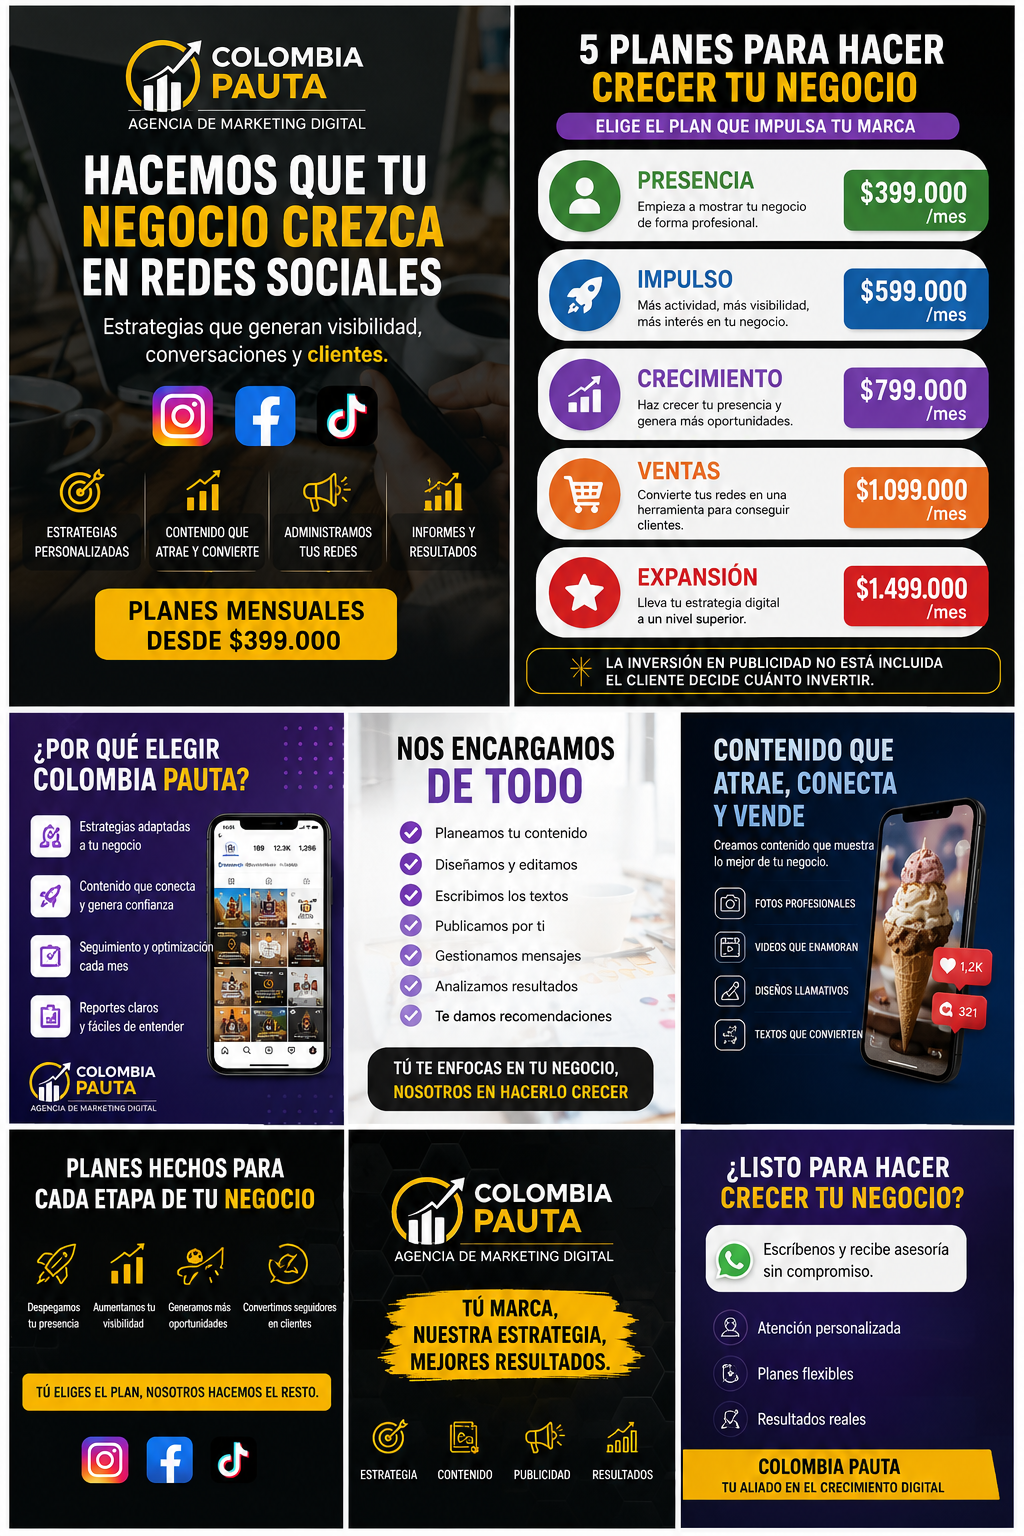 COLOMBIA
PAUTA
AGENCIA DE MARKETING DIGITAL
HACEMOS QUE TU
NEGOCIO CREZCA
EN REDES SOCIALES
Estrategias que generan visibilidad,
conversaciones y clientes.
ESTRATEGIAS
PERSONALIZADAS
CONTENIDO QUE
ATRAE Y CONVIERTE
ADMINISTRAMOS
TUS REDES
INFORMES Y
RESULTADOS
PLANES MENSUALES
DESDE $399.000
5 PLANES PARA HACER
CRECER TU NEGOCIO
ELIGE EL PLAN QUE IMPULSA TU MARCA
PRESENCIA
Empieza a mostrar tu negocio
de forma profesional.
$399.000
/mes
IMPULSO
Más actividad, más visibilidad,
más interés en tu negocio.
$599.000
/mes
CRECIMIENTO
Haz crecer tu presencia y
genera más oportunidades.
$799.000
/mes
VENTAS
Convierte tus redes en una
herramienta para conseguir
clientes.
$1.099.000
/mes
EXPANSIÓN
Lleva tu estrategia digital
a un nivel superior.
$1.499.000
/mes
LA INVERSIÓN EN PUBLICIDAD NO ESTÁ INCLUIDA
EL CLIENTE DECIDE CUÁNTO INVERTIR.
¿POR QUÉ ELEGIR
COLOMBIA PAUTA?
Estrategias adaptadas
a tu negocio
Contenido que conecta
y genera confianza
Seguimiento y optimización
cada mes
Reportes claros
y fáciles de entender
189 12.3K 1,296
COLOMBIA
PAUTA
AGENCIA DE MARKETING DIGITAL
NOS ENCARGAMOS
DE TODO
Planeamos tu contenido
Diseñamos y editamos
Escribimos los textos
Publicamos por ti
Gestionamos mensajes
Analizamos resultados
Te damos recomendaciones
TÚ TE ENFOCAS EN TU NEGOCIO,
NOSOTROS EN HACERLO CRECER
CONTENIDO QUE
ATRAE, CONECTA
Y VENDE
Creamos contenido que muestra
lo mejor de tu negocio.
FOTOS PROFESIONALES
VIDEOS QUE ENAMORAN
DISEÑOS LLAMATIVOS
TEXTOS QUE CONVIERTEN
1,2K
321
PLANES HECHOS PARA
CADA ETAPA DE TU NEGOCIO
Despegamos
tu presencia
Aumentamos tu
visibilidad
Generamos más
oportunidades
Convertimos seguidores
en clientes
TÚ ELIGES EL PLAN, NOSOTROS HACEMOS EL RESTO.
COLOMBIA
PAUTA
AGENCIA DE MARKETING DIGITAL
TÚ MARCA,
NUESTRA ESTRATEGIA,
MEJORES RESULTADOS.
ESTRATEGIA
CONTENIDO
PUBLICIDAD
RESULTADOS
¿LISTO PARA HACER
CRECER TU NEGOCIO?
Escríbenos y recibe asesoría
sin compromiso.
Atención personalizada
Planes flexibles
Resultados reales
COLOMBIA PAUTA
TU ALIADO EN EL CRECIMIENTO DIGITAL